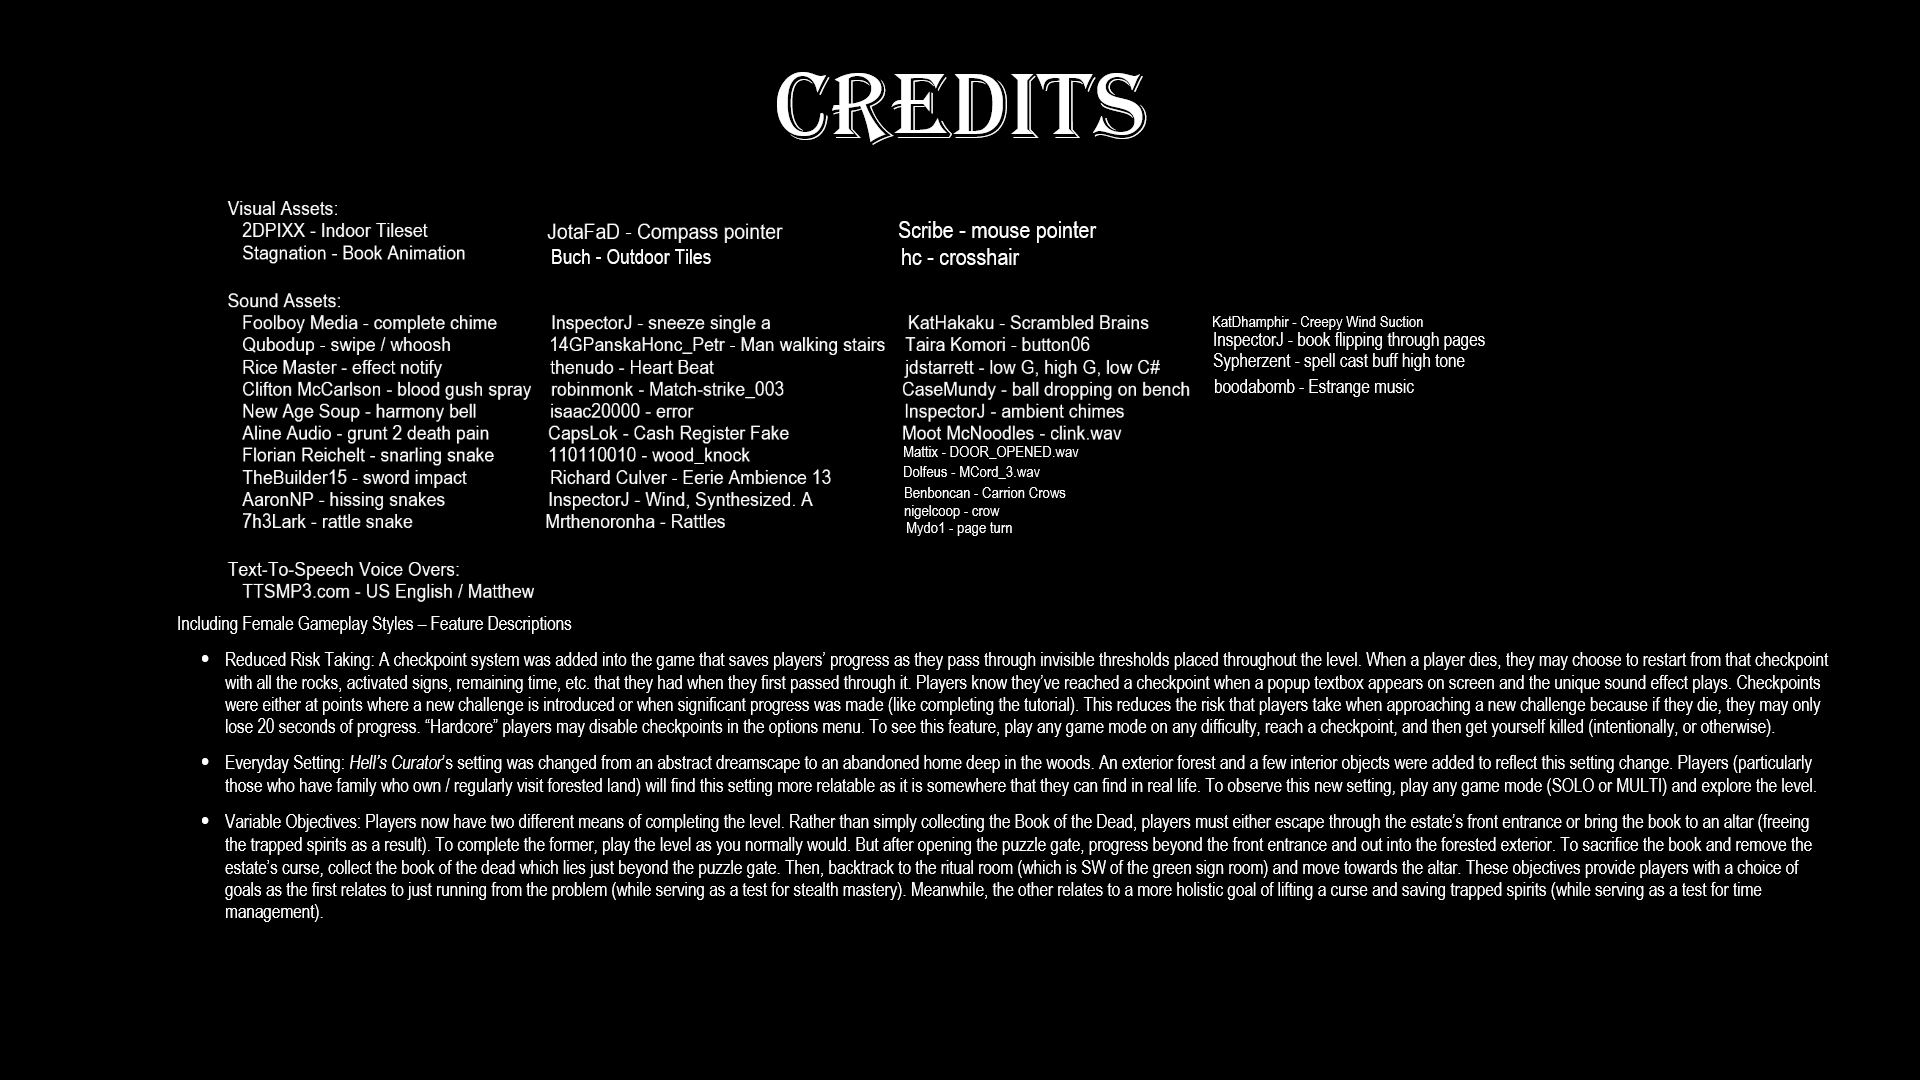 CREDITS
Visual Assets:
2DPIXX - Indoor Tileset
Stagnation - Book Animation
JotaFaD - Compass pointer
Buch - Outdoor Tiles
Scribe - mouse pointer
hc - crosshair
Sound Assets:
Foolboy Media - complete chime
Qubodup - swipe / whoosh
Rice Master - effect notify
Clifton McCarlson - blood gush spray
New Age Soup - harmony bell
Aline Audio - grunt 2 death pain
Florian Reichelt - snarling snake
TheBuilder15 - sword impact
AaronNP - hissing snakes
7h3Lark - rattle snake
InspectorJ - sneeze single a
14GPanskaHonc_Petr - Man walking stairs
thenudo - Heart Beat
robinmonk - Match-strike_003
isaac20000 - error
CapsLok - Cash Register Fake
110110010 - wood_knock
Richard Culver - Eerie Ambience 13
InspectorJ - Wind, Synthesized. A
Mrthenoronha - Rattles
KatHakaku - Scrambled Brains
Taira Komori - button06
jdstarrett - low G, high G, low C#
CaseMundy - ball dropping on bench
InspectorJ - ambient chimes
Moot McNoodles - clink.wav
Mattix - DOOR_OPENED.wav
Dolfeus - MCord_3.wav
Benboncan - Carrion Crows
nigelcoop - crow
Mydo1 - page turn
KatDhamphir - Creepy Wind Suction
InspectorJ - book flipping through pages
Sypherzent - spell cast buff high tone
boodabomb - Estrange music
Text-To-Speech Voice Overs:
TTSMP3.com - US English / Matthew
Including Female Gameplay Styles – Feature Descriptions
• Reduced Risk Taking: A checkpoint system was added into the game that saves players’ progress as they pass through invisible thresholds placed throughout the level. When a player dies, they may choose to restart from that checkpoint
with all the rocks, activated signs, remaining time, etc. that they had when they first passed through it. Players know they’ve reached a checkpoint when a popup textbox appears on screen and the unique sound effect plays. Checkpoints
were either at points where a new challenge is introduced or when significant progress was made (like completing the tutorial). This reduces the risk that players take when approaching a new challenge because if they die, they may only
lose 20 seconds of progress. “Hardcore” players may disable checkpoints in the options menu. To see this feature, play any game mode on any difficulty, reach a checkpoint, and then get yourself killed (intentionally, or otherwise).
• Everyday Setting: Hell’s Curator’s setting was changed from an abstract dreamscape to an abandoned home deep in the woods. An exterior forest and a few interior objects were added to reflect this setting change. Players (particularly
those who have family who own / regularly visit forested land) will find this setting more relatable as it is somewhere that they can find in real life. To observe this new setting, play any game mode (SOLO or MULTI) and explore the level.
• Variable Objectives: Players now have two different means of completing the level. Rather than simply collecting the Book of the Dead, players must either escape through the estate’s front entrance or bring the book to an altar (freeing
the trapped spirits as a result). To complete the former, play the level as you normally would. But after opening the puzzle gate, progress beyond the front entrance and out into the forested exterior. To sacrifice the book and remove the
estate’s curse, collect the book of the dead which lies just beyond the puzzle gate. Then, backtrack to the ritual room (which is SW of the green sign room) and move towards the altar. These objectives provide players with a choice of
goals as the first relates to just running from the problem (while serving as a test for stealth mastery). Meanwhile, the other relates to a more holistic goal of lifting a curse and saving trapped spirits (while serving as a test for time
management).